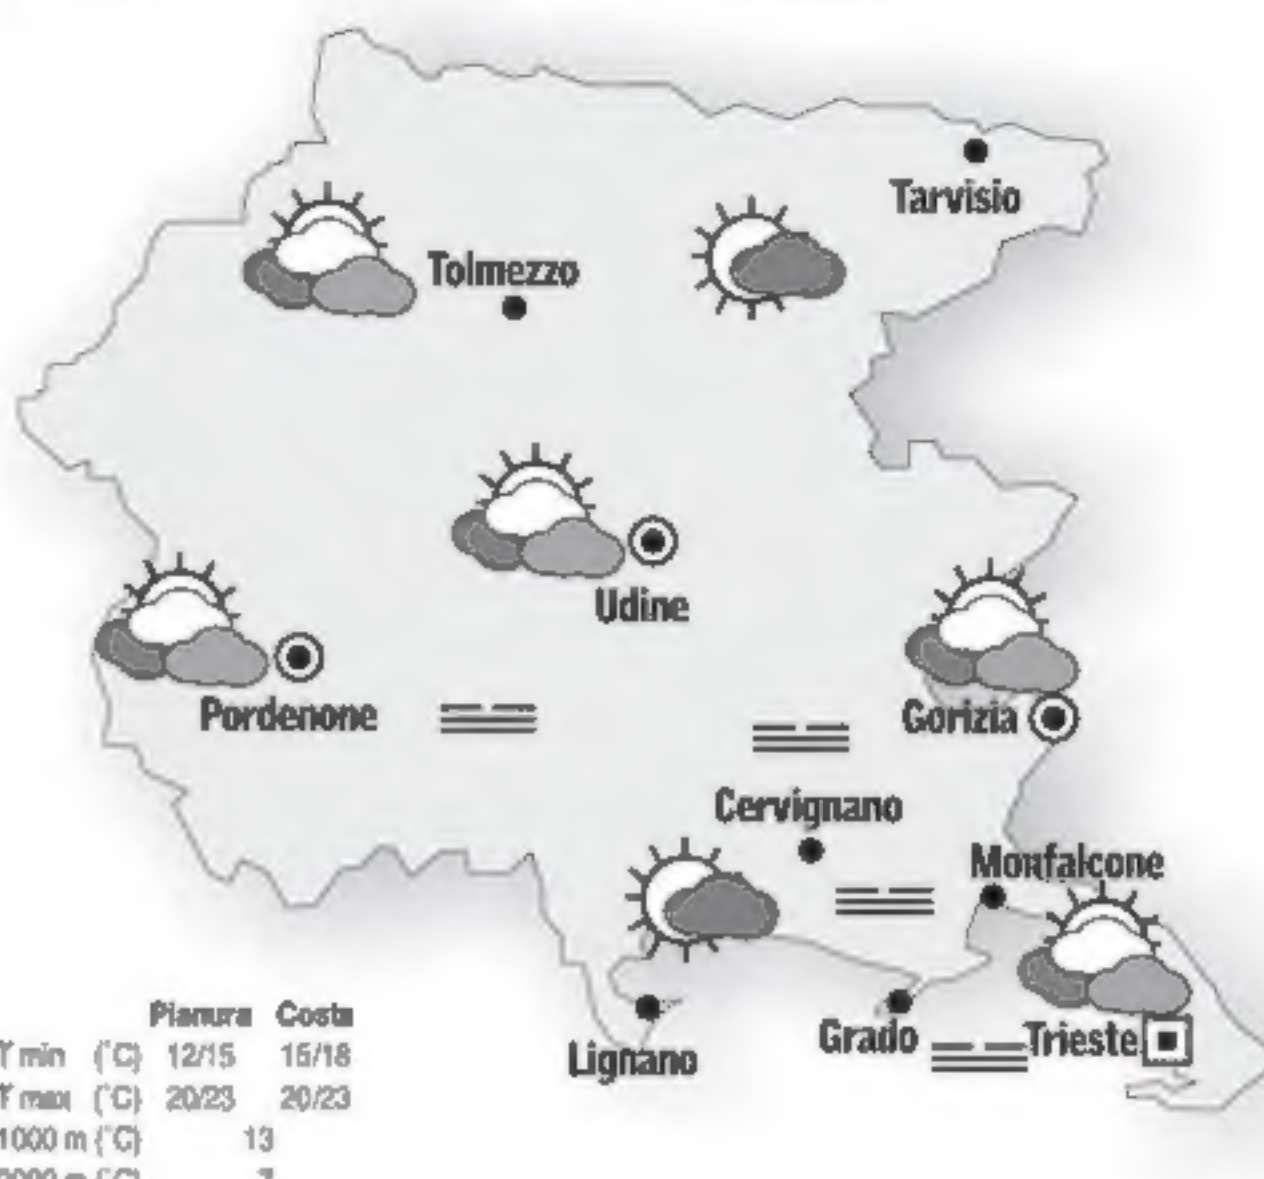 Tarvisio
Tolmezzo
Udine
Pordenone
Gorizia
Cervignano
Monfalcone
Grado
Trieste
Lignano
Pianura Costa
T min (°C) 12/15 15/18
T max (°C) 20/23 20/23
1000 m (°C) 13